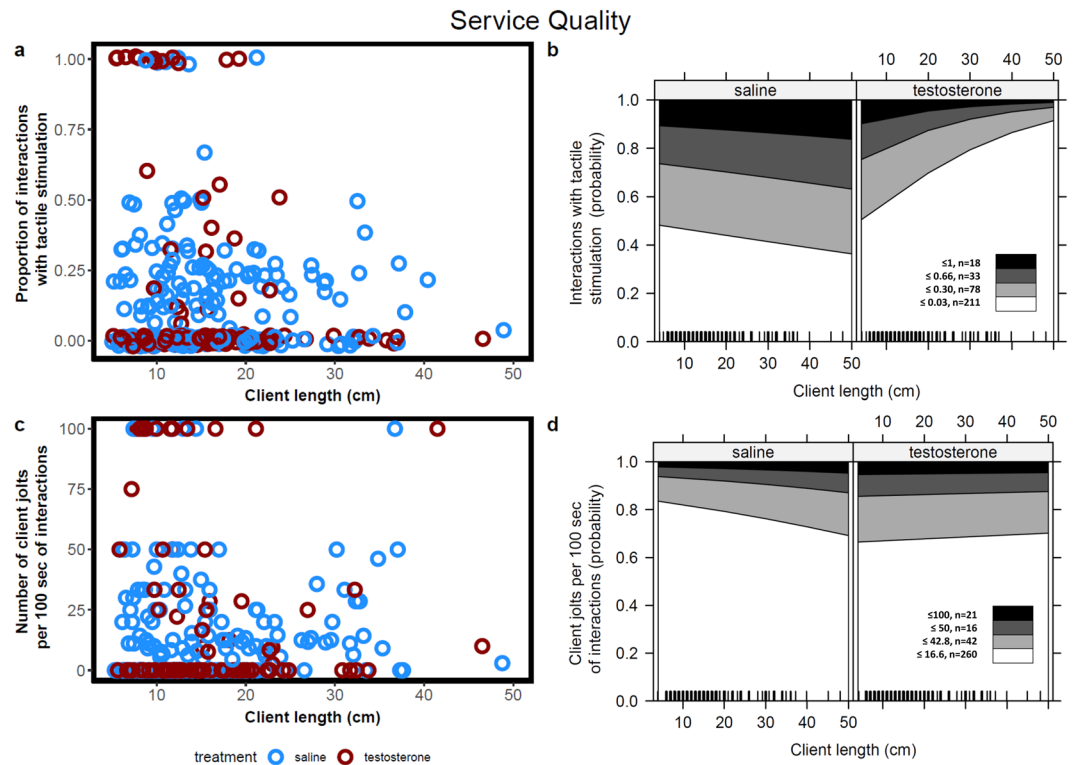 Service Quality
a
Proportion of interactions
with tactile stimulation
1.00
0.75
0.50
0.25
0.00
10 20 30 40 50
Client length (cm)
b
10 20 30 40 50
saline testosterone
Interactions with tactile
stimulation (probability)
1.0
0.8
0.6
0.4
0.2
0.0
≤1, n=18
≤ 0.66, n=33
≤ 0.30, n=78
≤ 0.03, n=211
10 20 30 40 50
Client length (cm)
c
Number of client jolts
per 100 sec of interactions
100
75
50
25
0
10 20 30 40 50
Client length (cm)
d
10 20 30 40 50
saline testosterone
Client jolts per 100 sec
of interactions (probability)
1.0
0.8
0.6
0.4
0.2
0.0
≤100, n=21
≤ 50, n=16
≤ 42.8, n=42
≤ 16.6, n=260
10 20 30 40 50
Client length (cm)
treatment saline testosterone